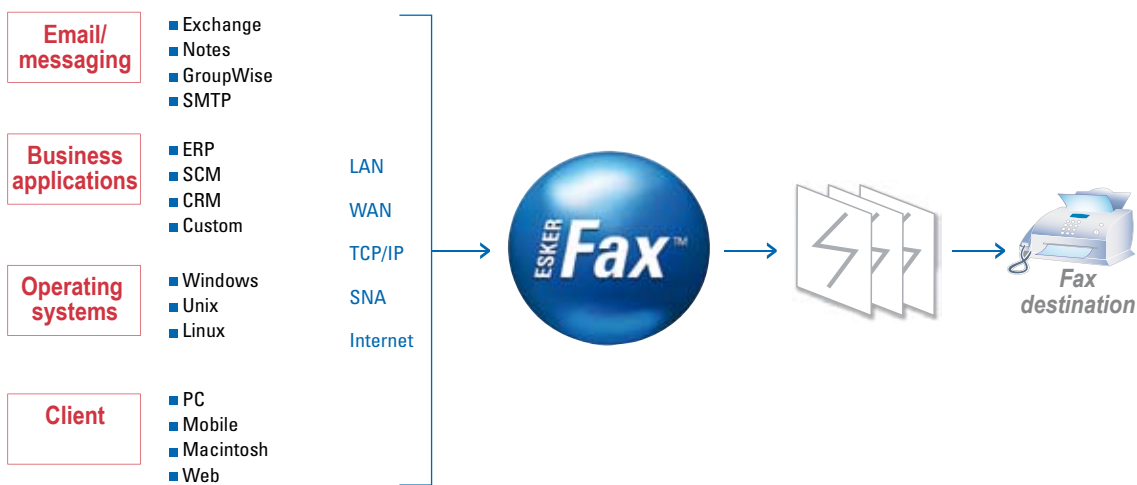 Email/
messaging
Exchange
Notes
GroupWise
SMTP
Business
applications
ERP
SCM
CRM
Custom
Operating
systems
Windows
Unix
Linux
Client
PC
Mobile
Macintosh
Web
LAN
WAN
TCP/IP
SNA
Internet
ESKER
Fax™
Fax
destination